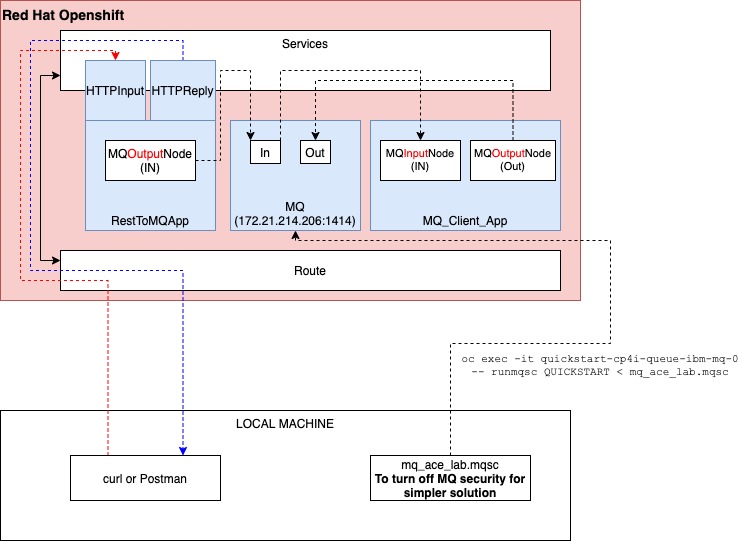 Red Hat Openshift
Services
HTTPInput
HTTPReply
MQOutputNode
(IN)
RestToMQApp
In
Out
MQ
(172.21.214.206:1414)
MQInputNode
(IN)
MQOutputNode
(Out)
MQ_Client_App
Route
oc exec -it quickstart-cp4i-queue-ibm-mq-0
-- runmqsc QUICKSTART < mq_ace_lab.mqsc
LOCAL MACHINE
curl or Postman
mq_ace_lab.mqsc
To turn off MQ security for
simpler solution